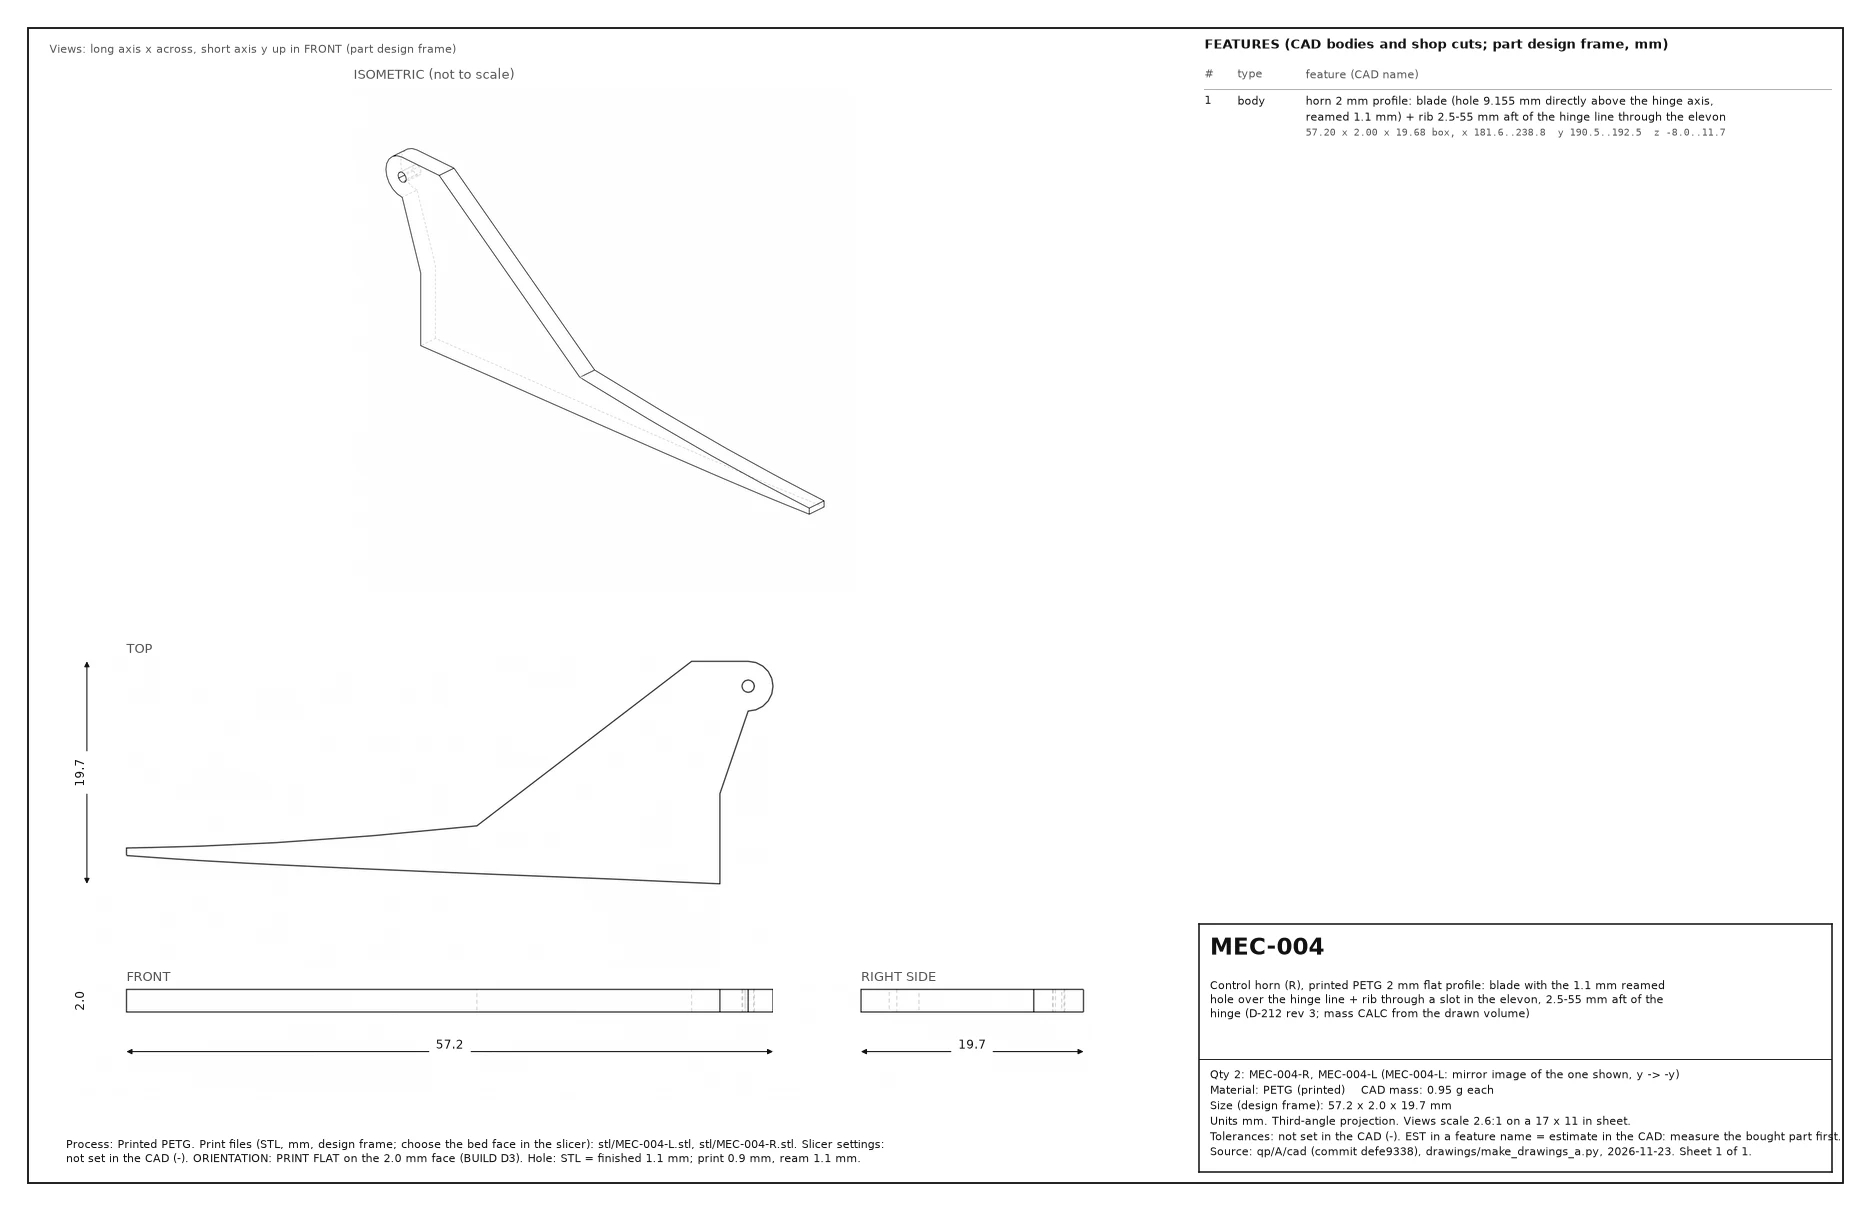 Views: long axis x across, short axis y up in FRONT (part design frame)
ISOMETRIC (not to scale)
FEATURES (CAD bodies and shop cuts; part design frame, mm)
# type feature (CAD name)
1 body horn 2 mm profile: blade (hole 9.155 mm directly above the hinge axis,
reamed 1.1 mm) + rib 2.5-55 mm aft of the hinge line through the elevon
57.20 x 2.00 x 19.68 box, x 181.6..238.8 y 190.5..192.5 z -8.0..11.7
TOP
19.7
FRONT
2.0
57.2
RIGHT SIDE
19.7
MEC-004
Control horn (R), printed PETG 2 mm flat profile: blade with the 1.1 mm reamed
hole over the hinge line + rib through a slot in the elevon, 2.5-55 mm aft of the
hinge (D-212 rev 3; mass CALC from the drawn volume)
Qty 2: MEC-004-R, MEC-004-L (MEC-004-L: mirror image of the one shown, y -> -y)
Material: PETG (printed) CAD mass: 0.95 g each
Size (design frame): 57.2 x 2.0 x 19.7 mm
Units mm. Third-angle projection. Views scale 2.6:1 on a 17 x 11 in sheet.
Tolerances: not set in the CAD (-). EST in a feature name = estimate in the CAD: measure the bought part first.
Source: qp/A/cad (commit defe9338), drawings/make_drawings_a.py, 2026-11-23. Sheet 1 of 1.
Process: Printed PETG. Print files (STL, mm, design frame; choose the bed face in the slicer): stl/MEC-004-L.stl, stl/MEC-004-R.stl. Slicer settings:
not set in the CAD (-). ORIENTATION: PRINT FLAT on the 2.0 mm face (BUILD D3). Hole: STL = finished 1.1 mm; print 0.9 mm, ream 1.1 mm.